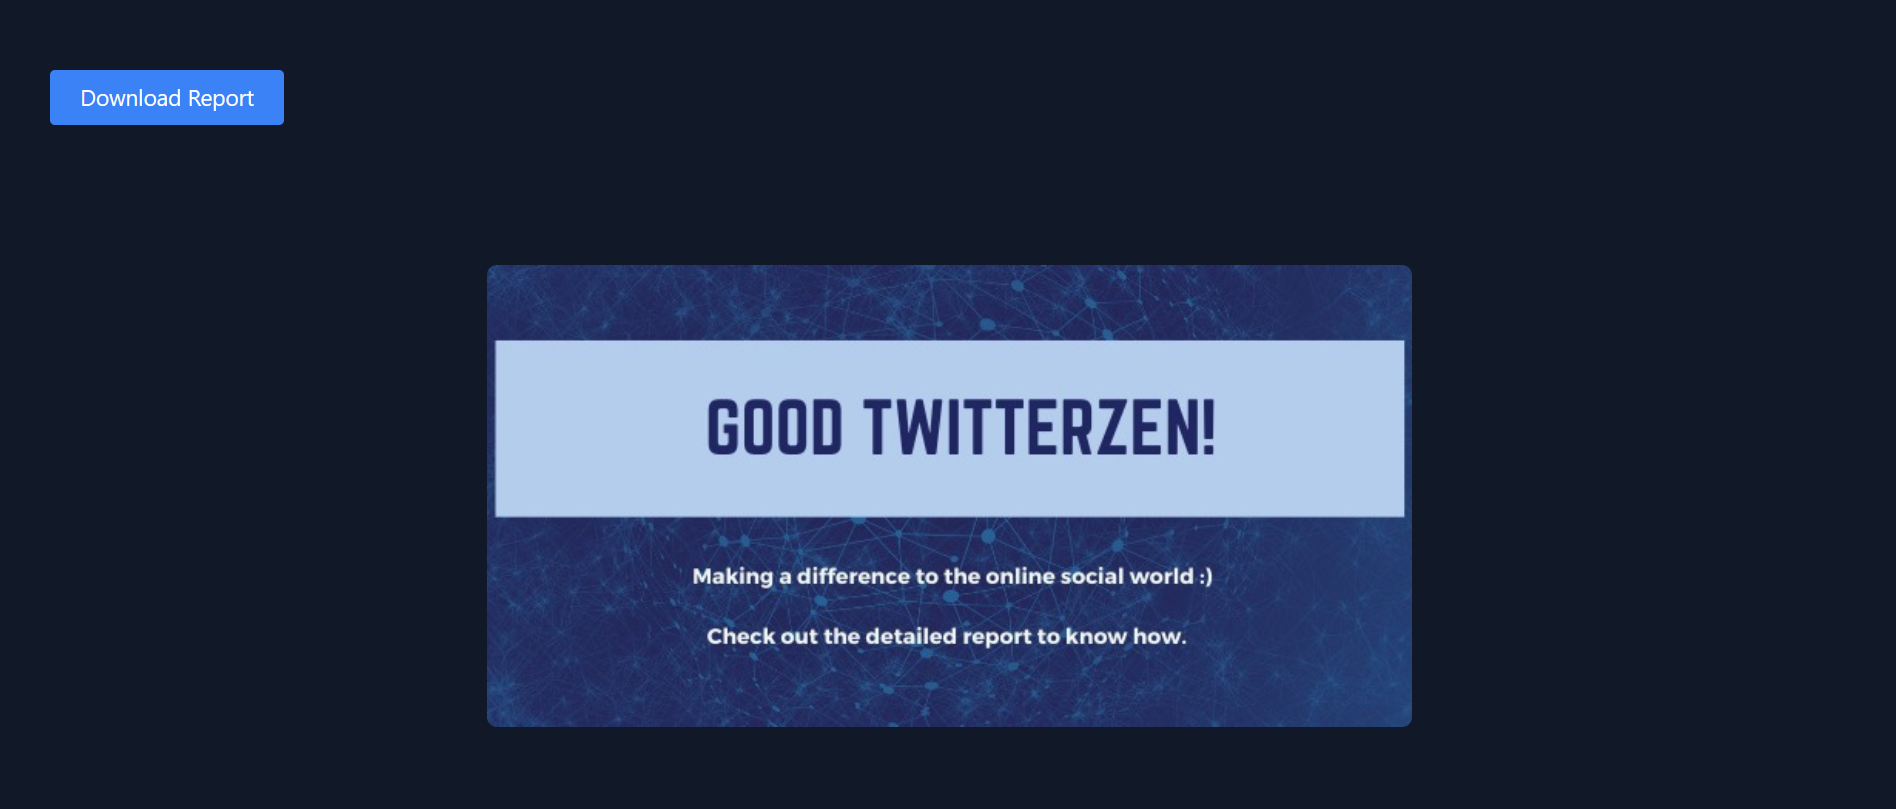 Download Report
GOOD TWITTERZEN!
Making a difference to the online social world :)
Check out the detailed report to know how.